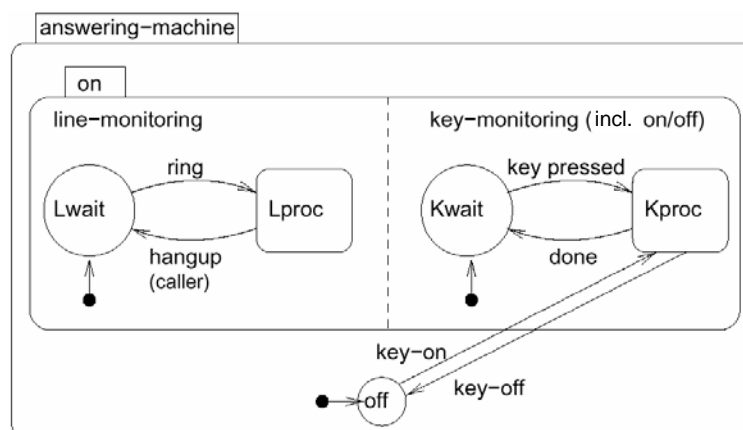 answering-machine
on
line-monitoring
key-monitoring (incl. on/off)
ring
key pressed
Lwait
Lproc
Kwait
Kproc
hangup
(caller)
done
key-on
key-off
off